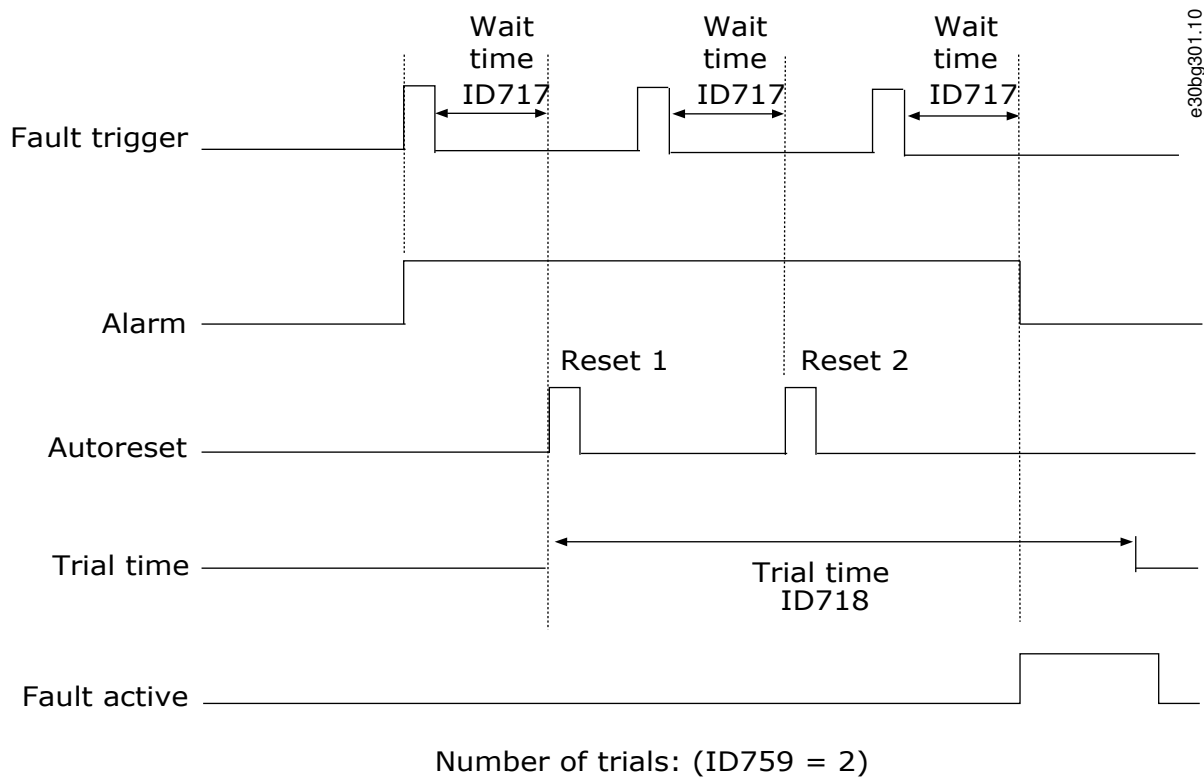 Wait
time
ID717
Wait
time
ID717
Wait
time
ID717
e30bg301.10
Fault trigger
Alarm
Reset 1
Reset 2
Autoreset
Trial time
Trial time
ID718
Fault active
Number of trials: (ID759 = 2)